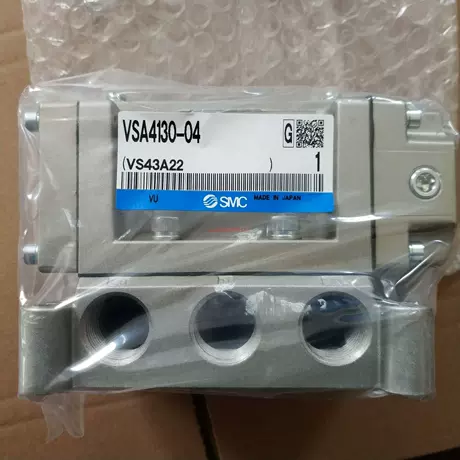 VSA4130-04
G
(VS43A22 ) 1
VU SMC MADE IN JAPAN